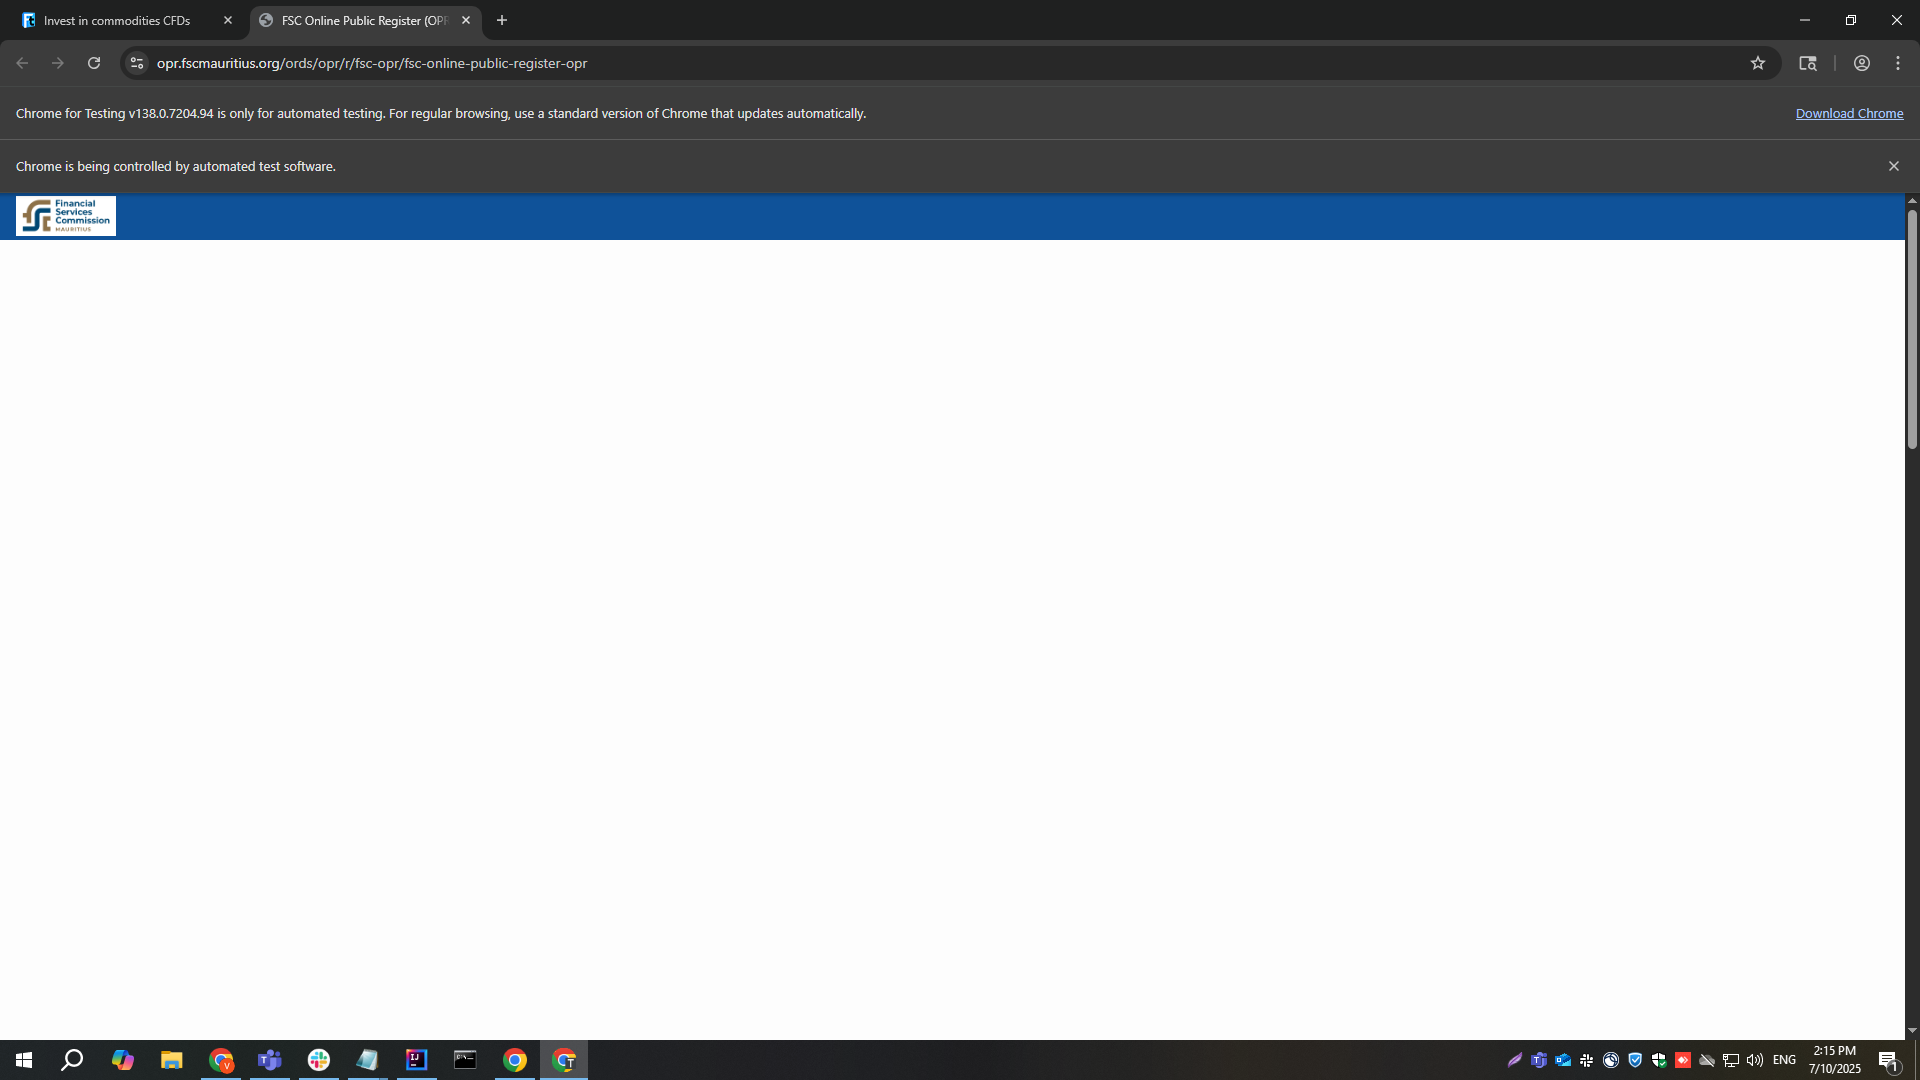 Invest in commodities CFDs
FSC Online Public Register (OPR
opr.fscmauritius.org/ords/opr/r/fsc-opr/fsc-online-public-register-opr
Chrome for Testing v138.0.7204.94 is only for automated testing. For regular browsing, use a standard version of Chrome that updates automatically.
Download Chrome
Chrome is being controlled by automated test software.
Financial
Services
Commission
MAURITIUS
ENG
2:15 PM
7/10/2025
1